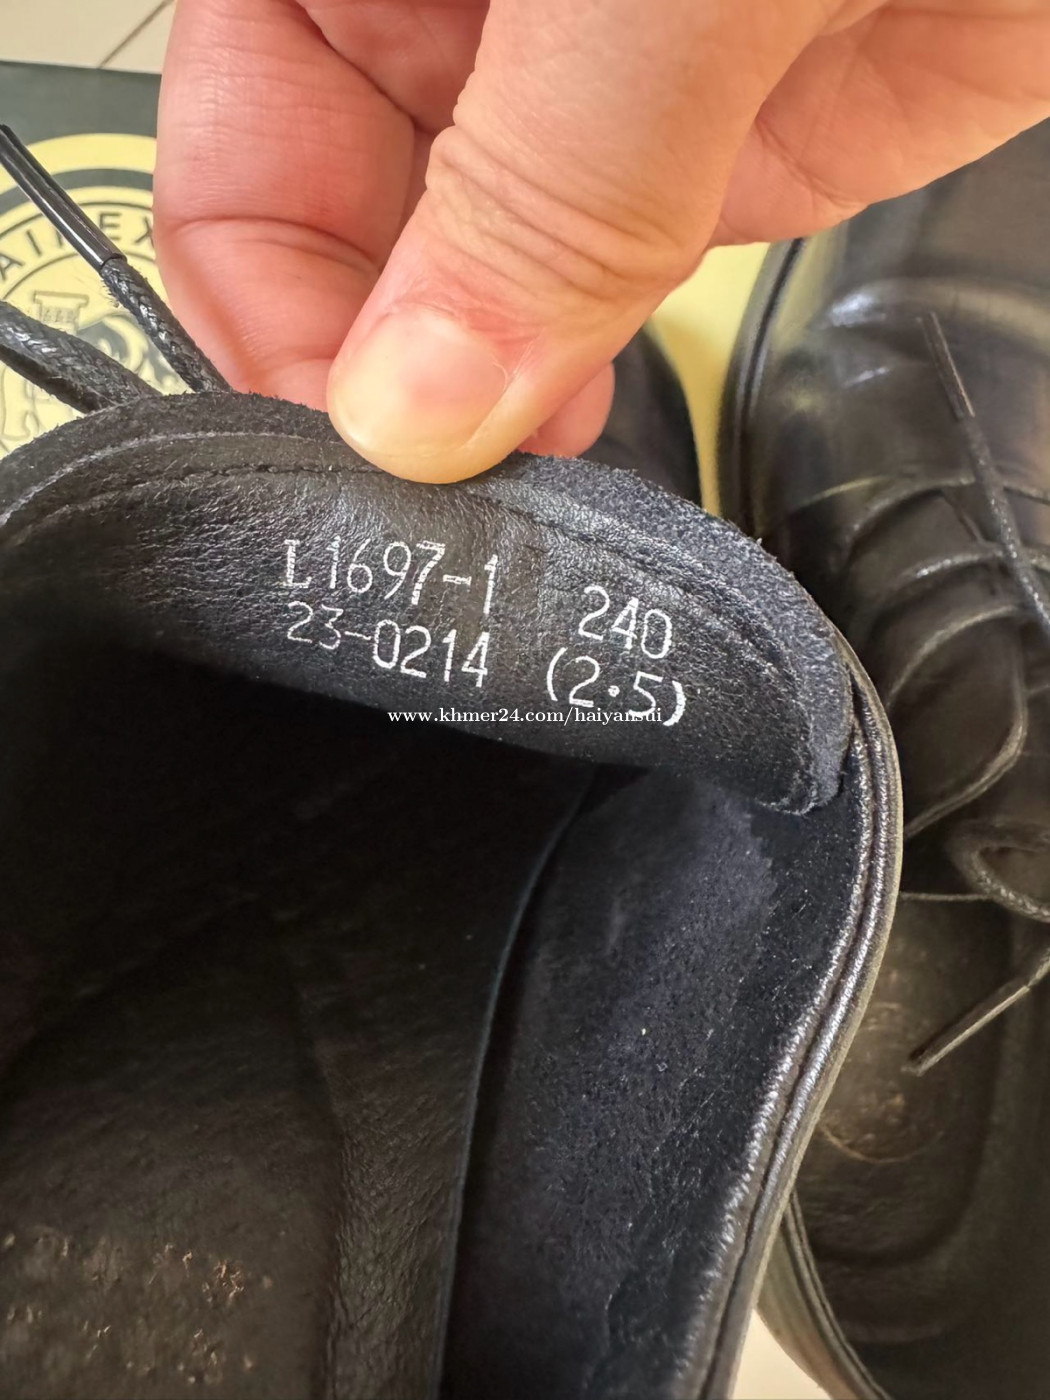 L1697-1 240
23-0214 (2·5)
www.khmer24.com/haiyansui